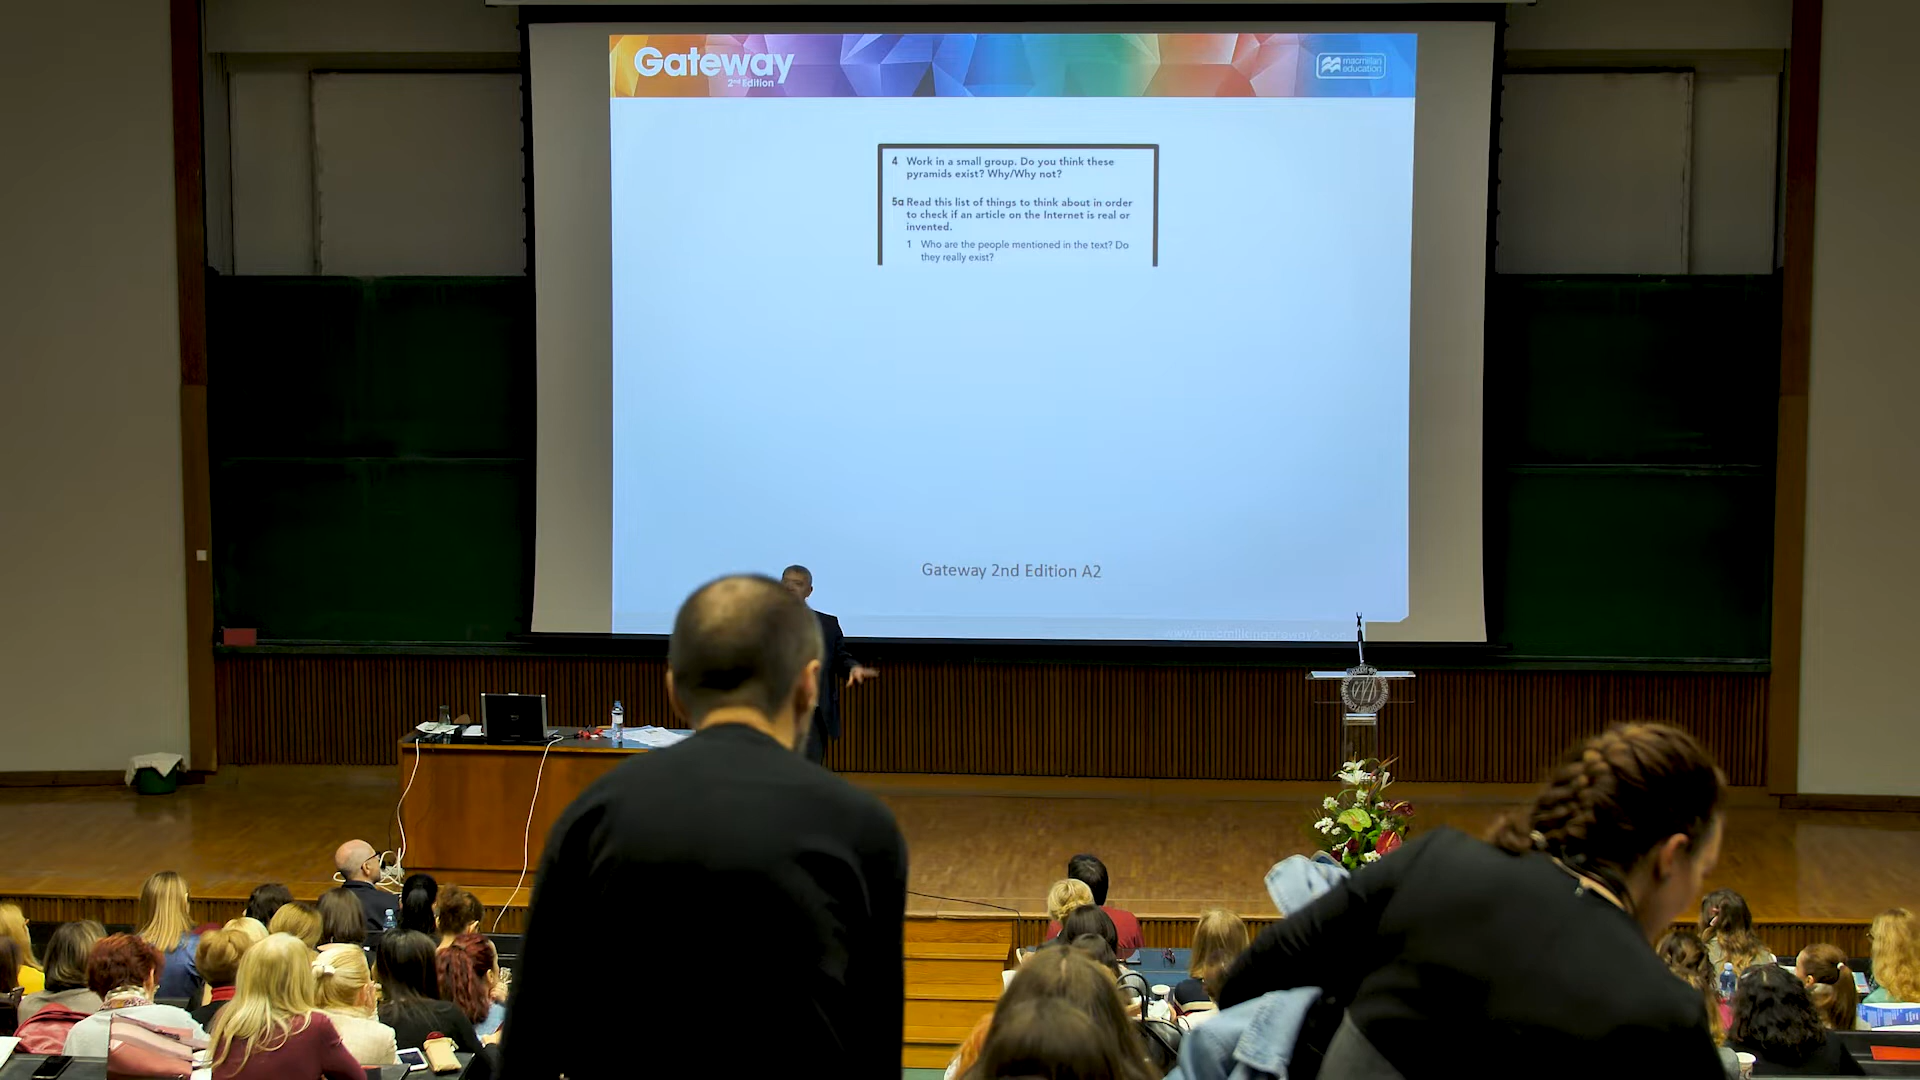 Gateway
2nd Edition
macmillan
education
4 Work in a small group. Do you think these
pyramids exist? Why/Why not?
5a Read this list of things to think about in order
to check if an article on the Internet is real or
invented.
1 Who are the people mentioned in the text? Do
they really exist?
Gateway 2nd Edition A2